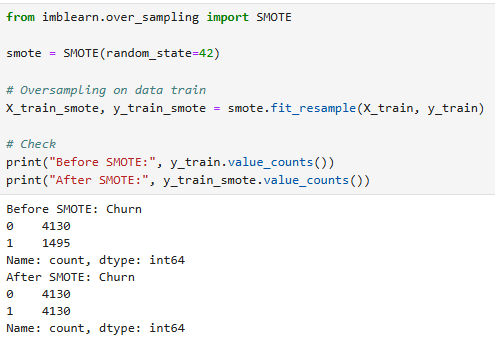 from imblearn.over_sampling import SMOTE
smote = SMOTE(random_state=42)
# Oversampling on data train
X_train_smote, y_train_smote = smote.fit_resample(X_train, y_train)
# Check
print("Before SMOTE:", y_train.value_counts())
print("After SMOTE:", y_train_smote.value_counts())
Before SMOTE: Churn
0    4130
1    1495
Name: count, dtype: int64
After SMOTE: Churn
0    4130
1    4130
Name: count, dtype: int64